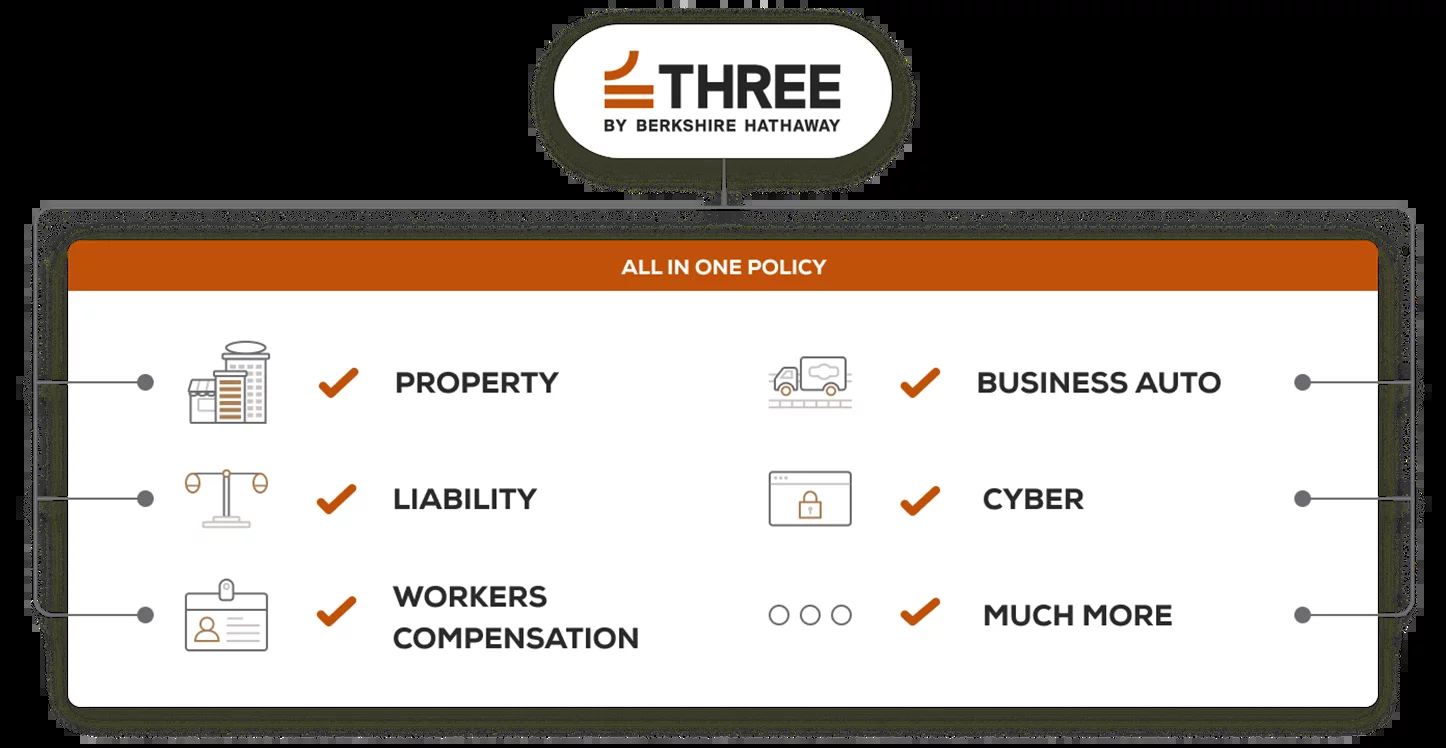 THREE
BY BERKSHIRE HATHAWAY
ALL IN ONE POLICY
PROPERTY
BUSINESS AUTO
LIABILITY
CYBER
WORKERS
COMPENSATION
MUCH MORE